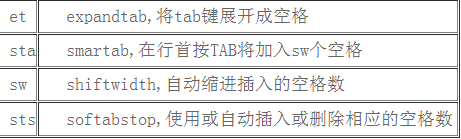 et expandtab,将tab键展开成空格
sta smartab,在行首按TAB将加入sw个空格
sw shiftwidth,自动缩进插入的空格数
sts softabstop,使用或自动插入或删除相应的空格数